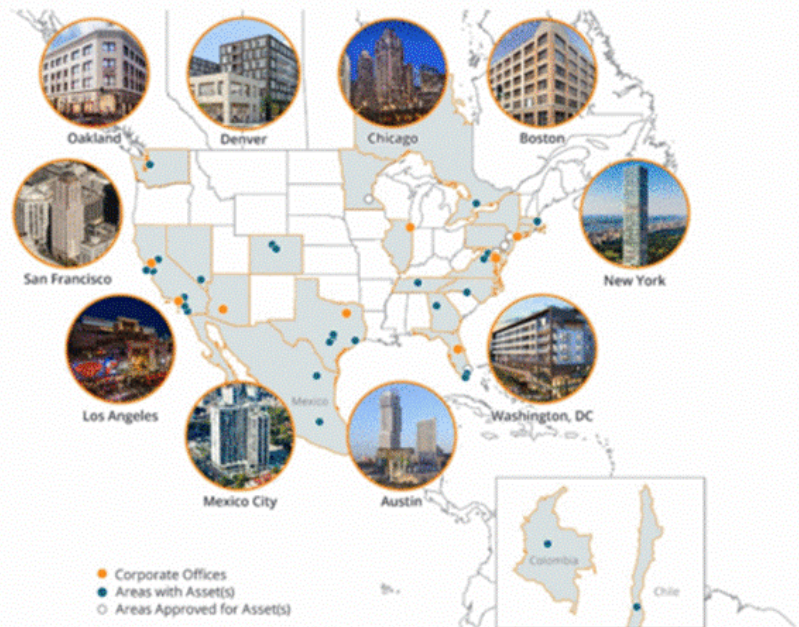 Oakland
Denver
Chicago
Boston
San Francisco
New York
Los Angeles
Washington, DC
Mexico
Mexico City
Austin
Colombia
Chile
Corporate Offices
Areas with Asset(s)
Areas Approved for Asset(s)